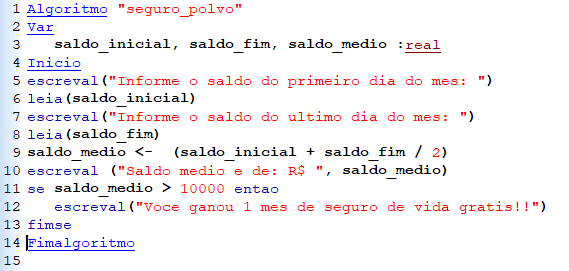 1 Algoritmo "seguro_polvo"
2 Var
3 saldo_inicial, saldo_fim, saldo_medio :real
4 Inicio
5 escreval("Informe o saldo do primeiro dia do mes: ")
6 leia(saldo_inicial)
7 escreval("Informe o saldo do ultimo dia do mes: ")
8 leia(saldo_fim)
9 saldo_medio <- (saldo_inicial + saldo_fim / 2)
10 escreval ("Saldo medio e de: R$ ", saldo_medio)
11 se saldo_medio > 10000 entao
12 escreval("Voce ganou 1 mes de seguro de vida gratis!!")
13 fimse
14 Fimalgoritmo
15